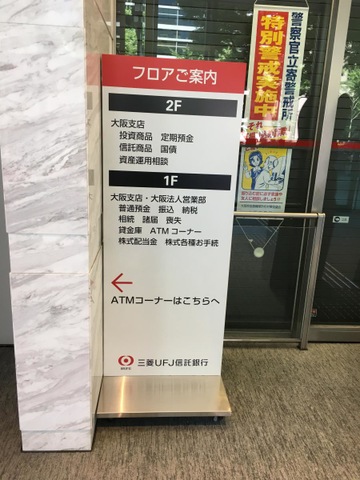 フロアご案内
2F
大阪支店
投資商品 定期預金
信託商品 国債
資産運用相談
1F
大阪支店・大阪法人営業部
普通預金 振込 納税
相続 諸届 喪失
貸金庫 ATMコーナー
株式配当金 株式各種お手続
ATMコーナーはこちらへ
MUFG
三菱UFJ信託銀行
警察官立寄警戒所
特別警戒実施中